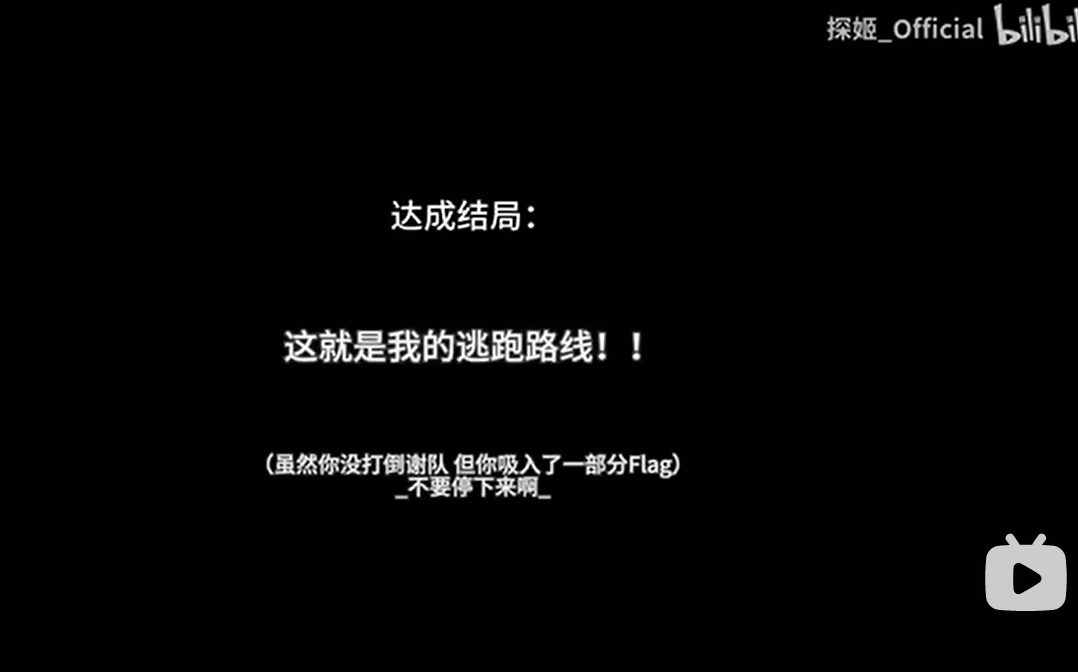 探姬_Official bilibi
达成结局：
这就是我的逃跑路线！！
（虽然你没打倒谢队 但你吸入了一部分Flag）
_不要停下来啊_